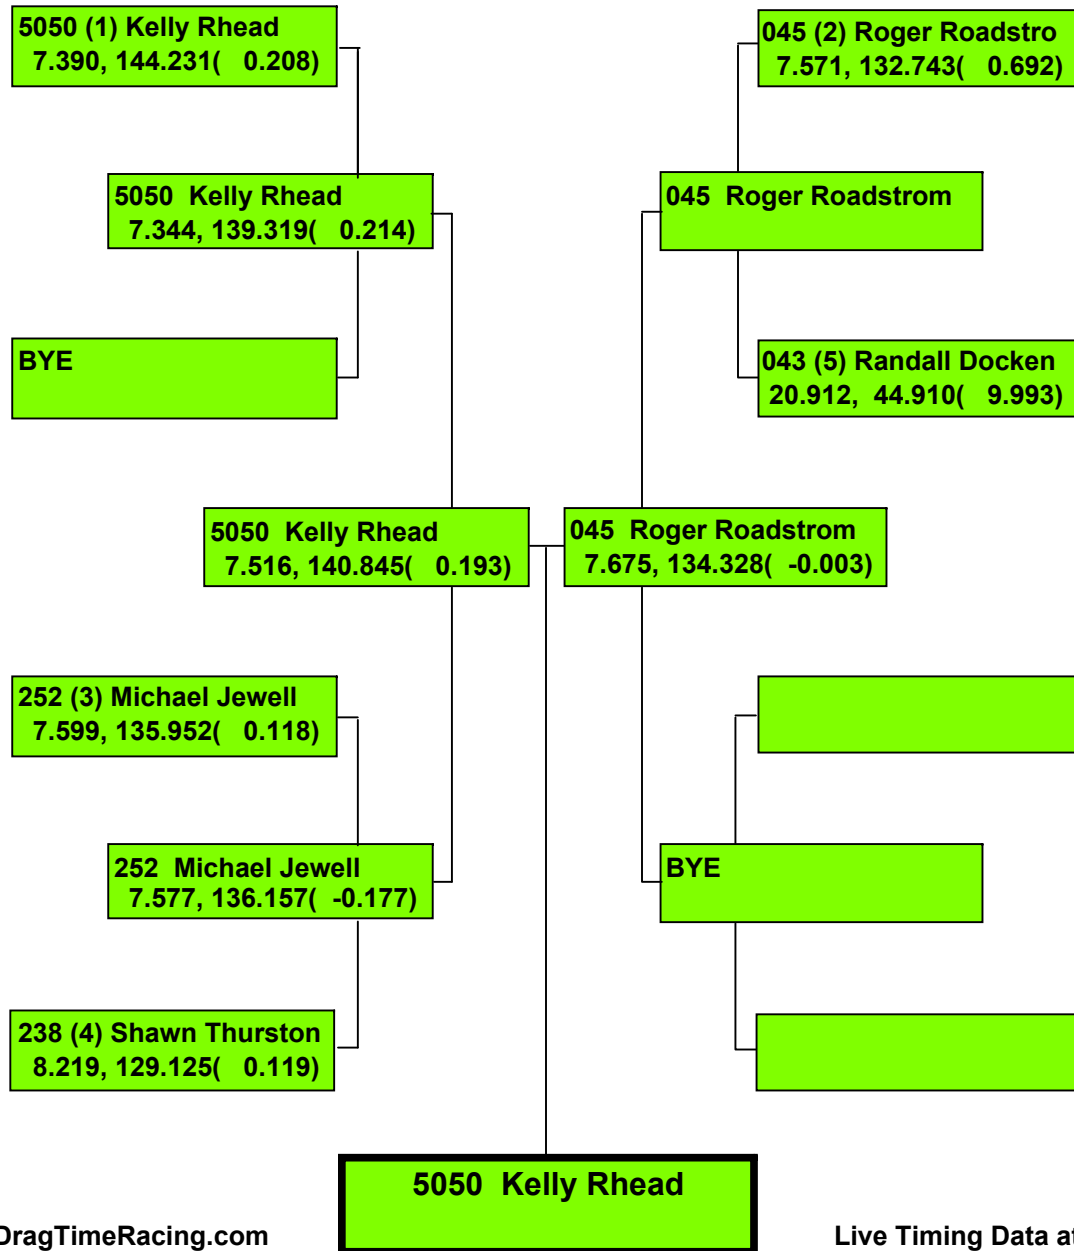 5050 (1) Kelly Rhead
7.390, 144.231( 0.208)
045 (2) Roger Roadstro
7.571, 132.743( 0.692)
5050 Kelly Rhead
7.344, 139.319( 0.214)
045 Roger Roadstrom
BYE
043 (5) Randall Docken
20.912, 44.910( 9.993)
5050 Kelly Rhead
7.516, 140.845( 0.193)
045 Roger Roadstrom
7.675, 134.328( -0.003)
252 (3) Michael Jewell
7.599, 135.952( 0.118)
252 Michael Jewell
7.577, 136.157( -0.177)
BYE
238 (4) Shawn Thurston
8.219, 129.125( 0.119)
5050 Kelly Rhead
DragTimeRacing.com
Live Timing Data at